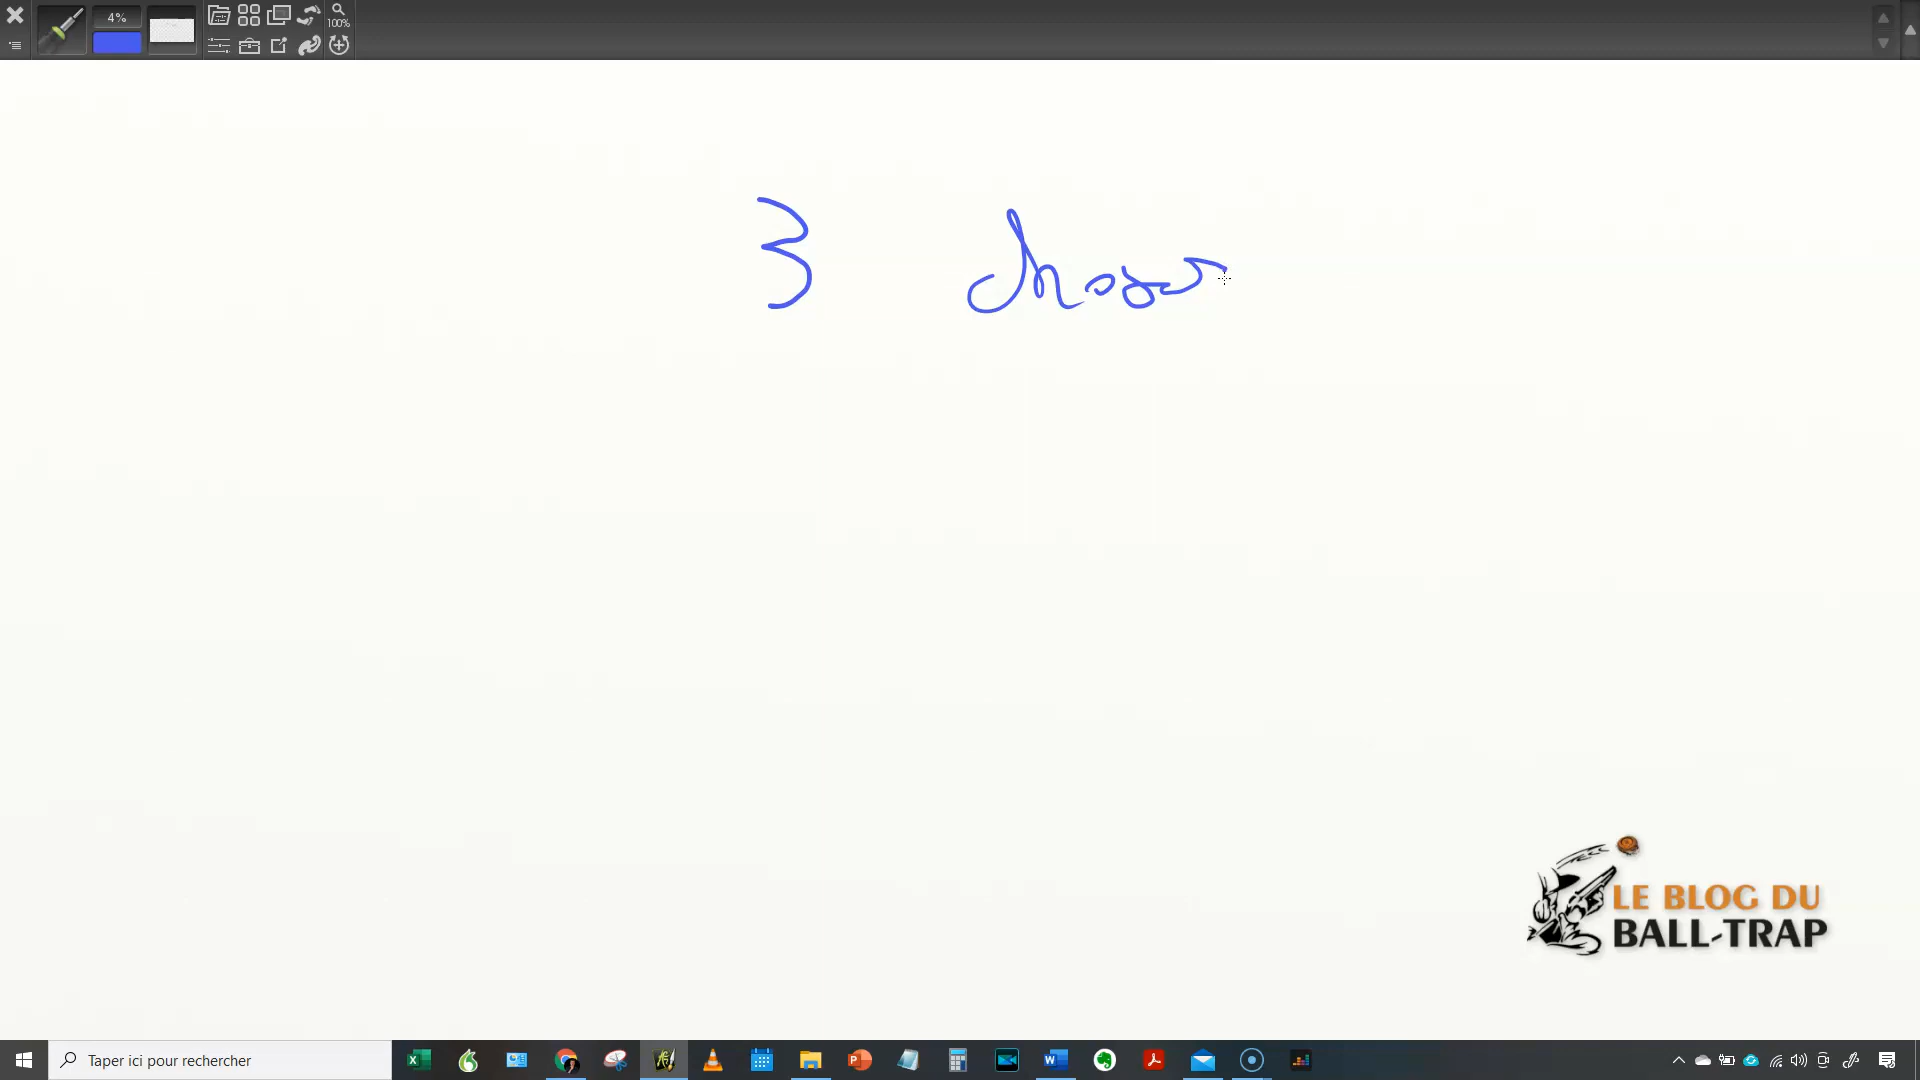 4%
100%
3 choses
LE BLOG DU
BALL-TRAP
Taper ici pour rechercher